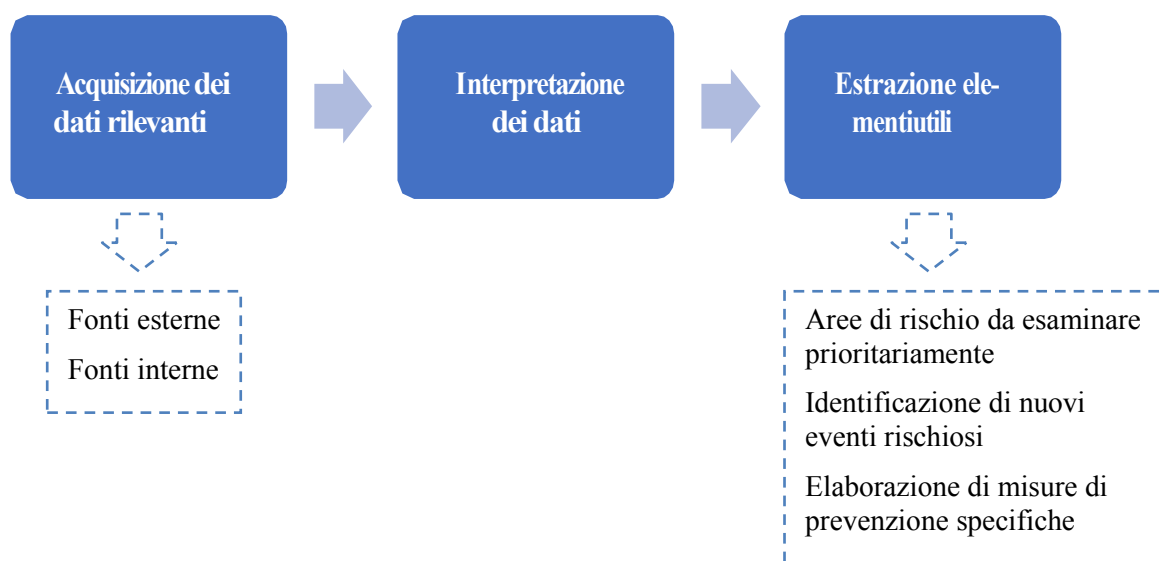 Acquisizione dei
dati rilevanti
Interpretazione
dei dati
Estrazione ele-
mentiutili
Fonti esterne
Fonti interne
Aree di rischio da esaminare
prioritariamente
Identificazione di nuovi
eventi rischiosi
Elaborazione di misure di
prevenzione specifiche